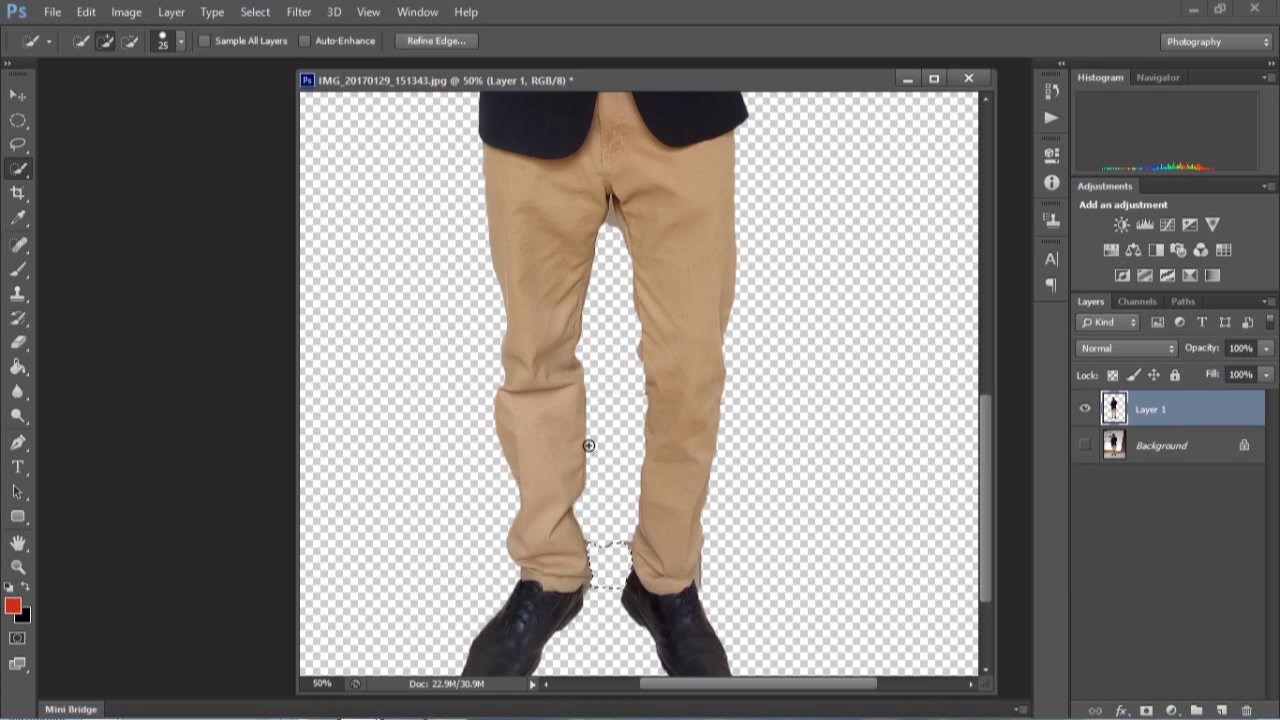 Ps File Edit Image Layer Type Select Filter 3D View Window Help
25 Sample All Layers Auto-Enhance Refine Edge... Photography
Ps IMG_20170129_151343.jpg @ 50% (Layer 1, RGB/8) *
Histogram Navigator
Adjustments
Add an adjustment
Layers Channels Paths
Kind
Normal Opacity: 100%
Lock: Fill: 100%
Layer 1
Background
50% Doc: 22.9M/30.9M
Mini Bridge